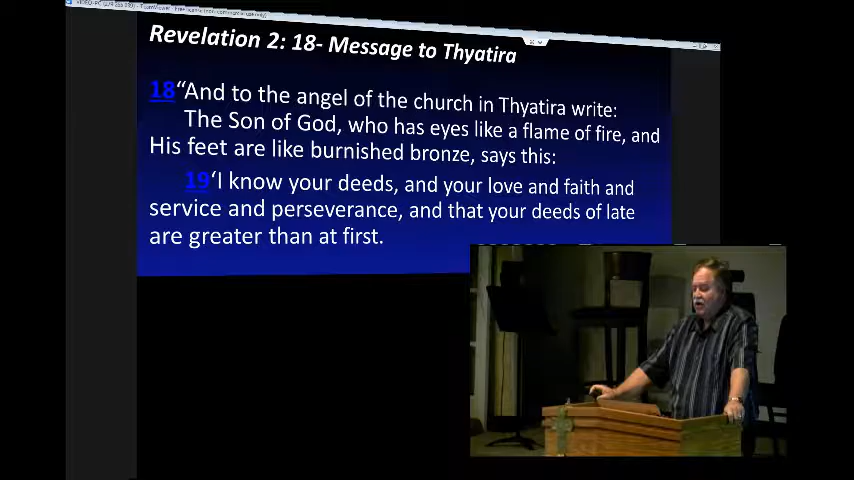 Revelation 2: 18- Message to Thyatira
18“And to the angel of the church in Thyatira write:
The Son of God, who has eyes like a flame of fire, and
His feet are like burnished bronze, says this:
19‘I know your deeds, and your love and faith and
service and perseverance, and that your deeds of late
are greater than at first.